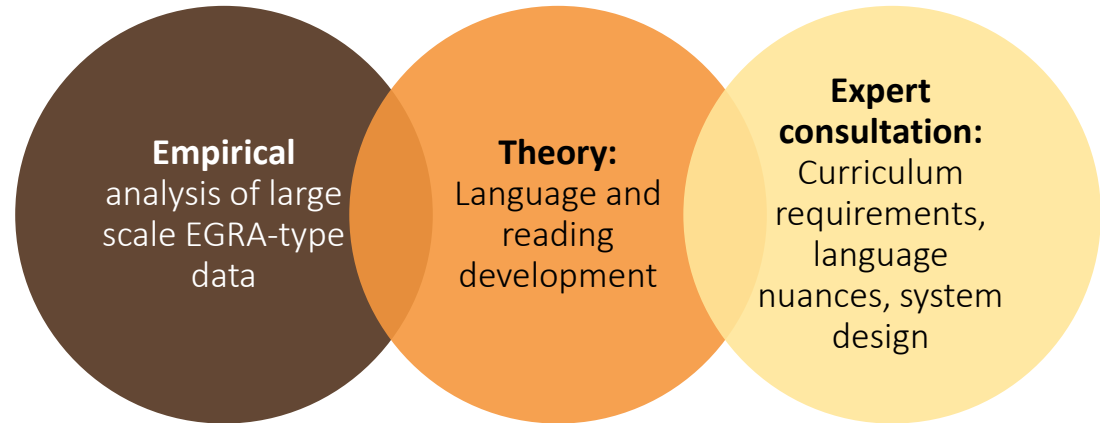 Empirical
analysis of large
scale EGRA-type
data
Theory:
Language and
reading
development
Expert
consultation:
Curriculum
requirements,
language
nuances, system
design